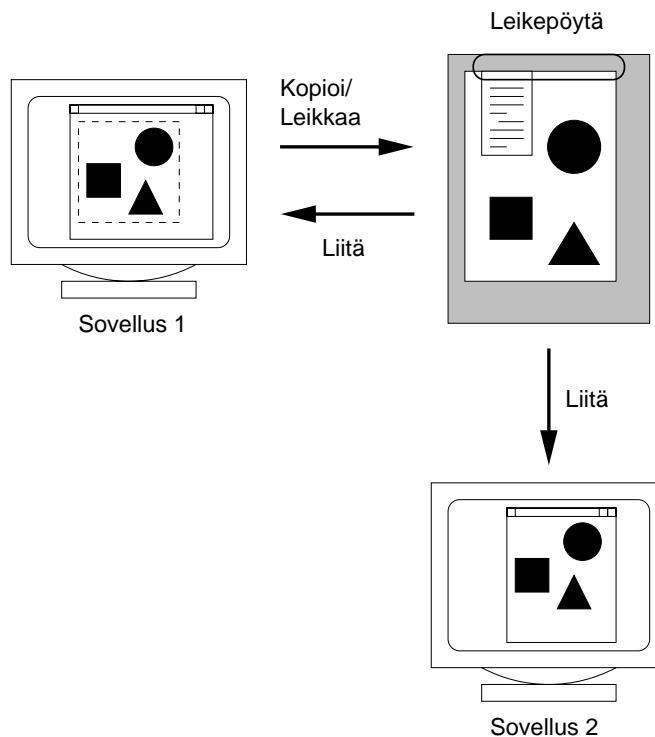 Leikepöytä
Kopioi/
Leikkaa
Liitä
Sovellus 1
Liitä
Sovellus 2